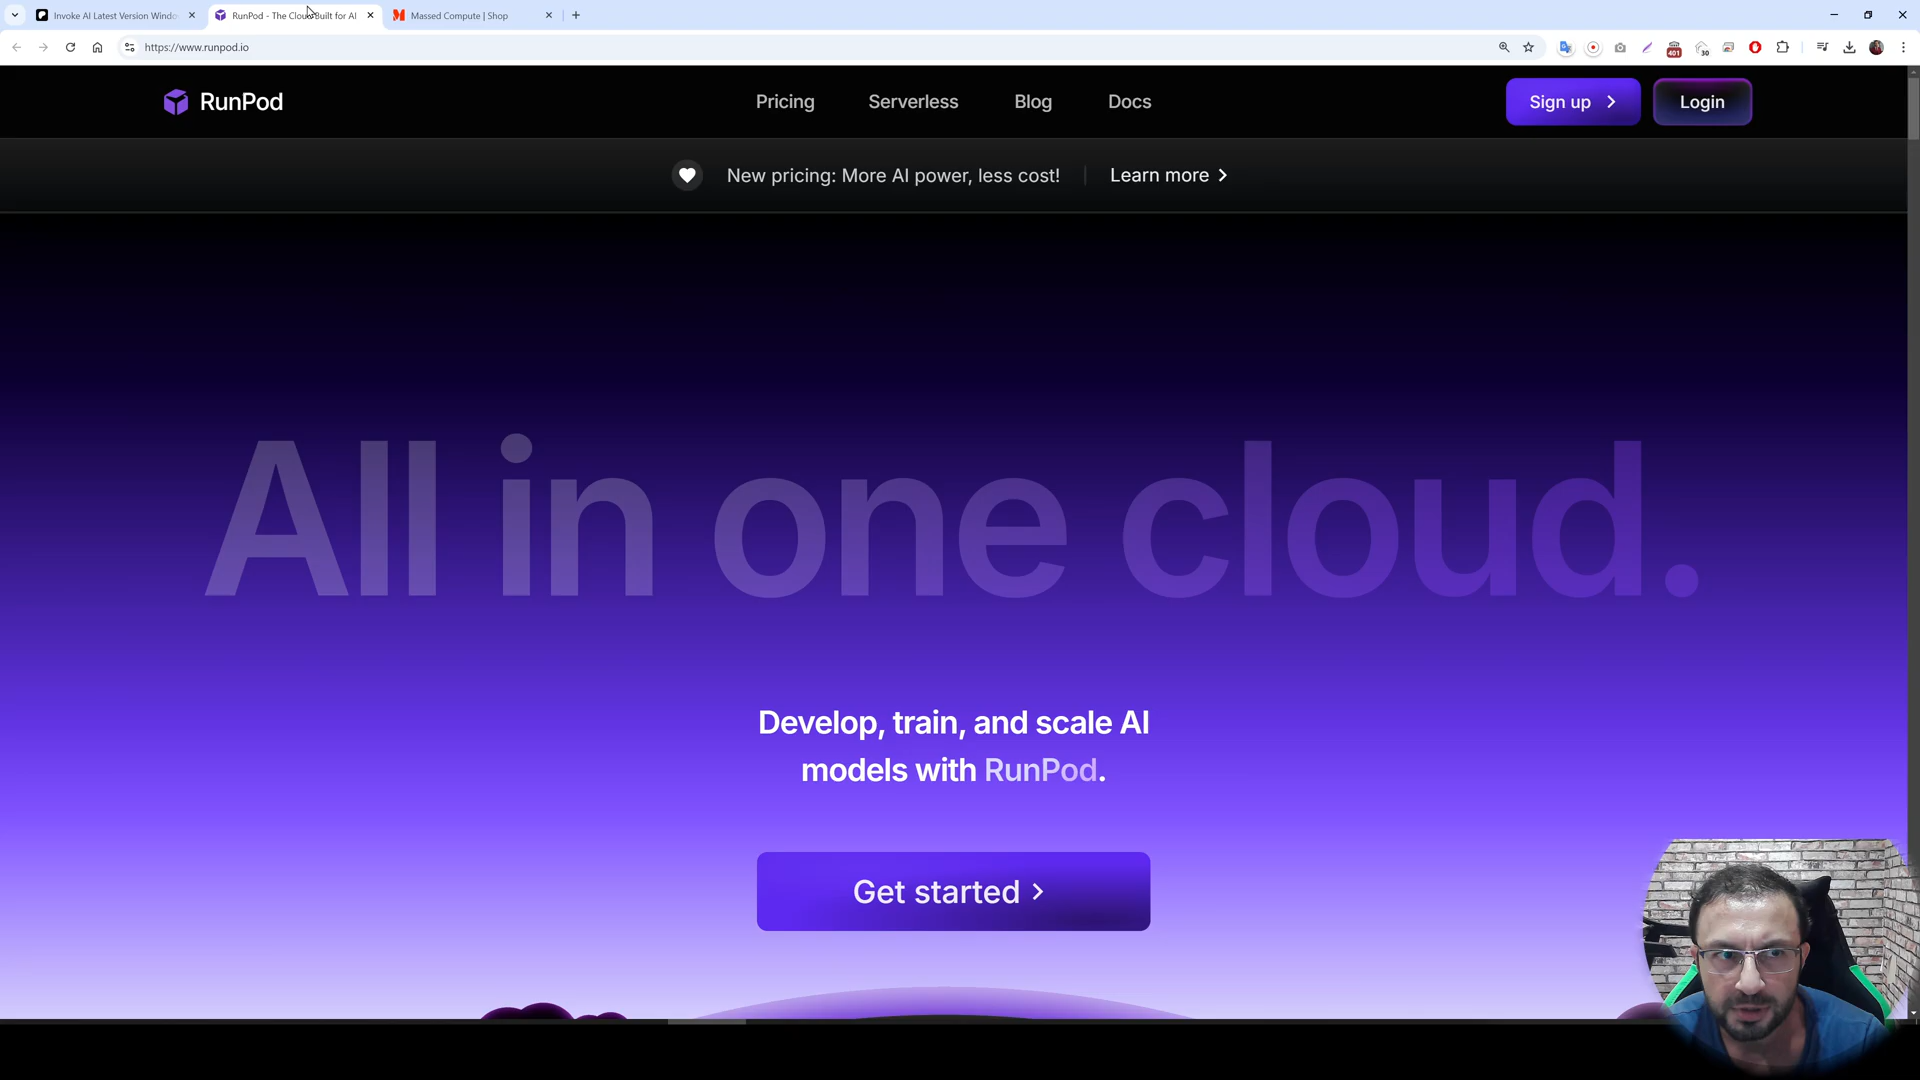 Invoke AI Latest Version Windo
RunPod - The Cloud Built for AI
Massed Compute | Shop
https://www.runpod.io
401
30
RunPod
Pricing
Serverless
Blog
Docs
Sign up
Login
New pricing: More AI power, less cost!
Learn more
All in one cloud.
Develop, train, and scale AI
models with RunPod.
Get started